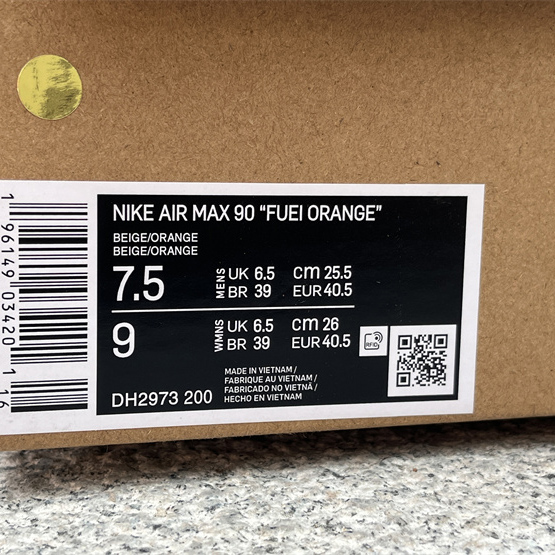 NIKE AIR MAX 90 “FUEI ORANGE”
BEIGE/ORANGE
BEIGE/ORANGE
7.5 MENS UK 6.5 cm 25.5
BR 39 EUR 40.5
9 WMNS UK 6.5 cm 26
BR 39 EUR 40.5
RFID
MADE IN VIETNAM /
FABRIQUE AU VIETNAM /
FABRICADO NO VIETNÃ /
HECHO EN VIETNAM
DH2973 200
1 96149 03420 1 16